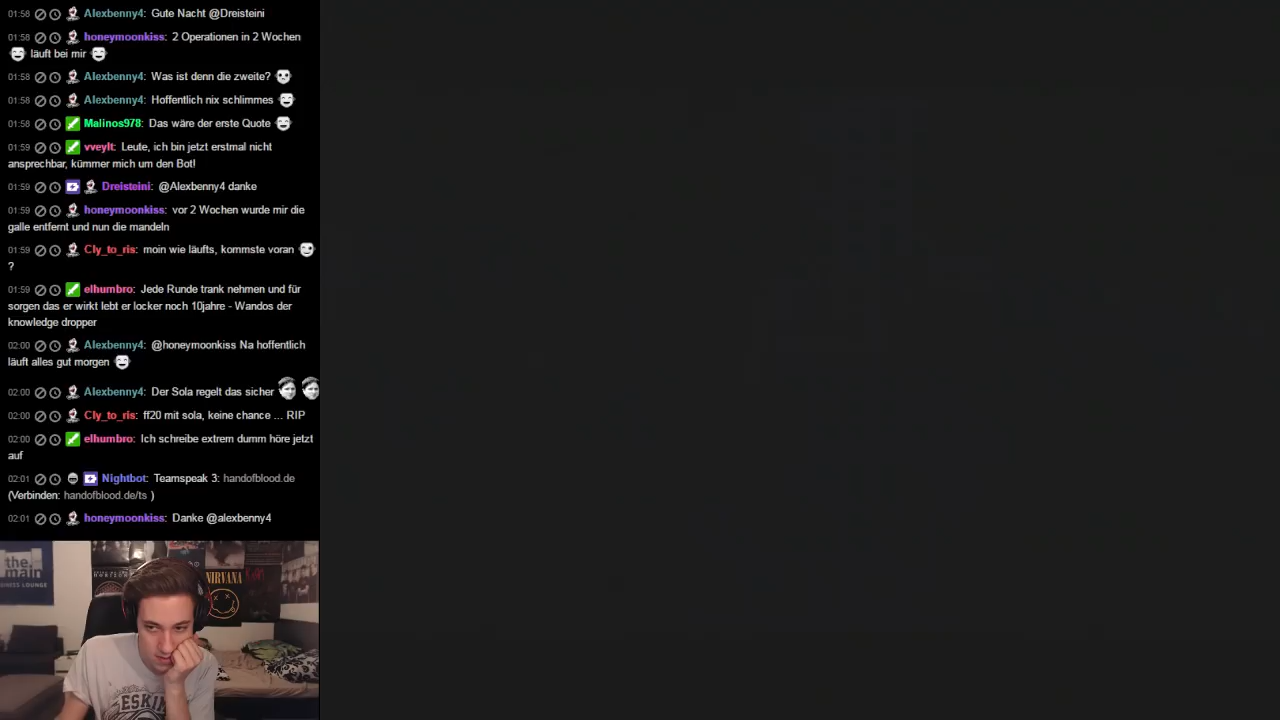 01:58 Alexbenny4: Gute Nacht @Dreisteini
01:58 honeymoonkiss: 2 Operationen in 2 Wochen
läuft bei mir
01:58 Alexbenny4: Was ist denn die zweite?
01:58 Alexbenny4: Hoffentlich nix schlimmes
01:58 Malinos978: Das wäre der erste Quote
01:59 vveylt: Leute, ich bin jetzt erstmal nicht
ansprechbar, kümmer mich um den Bot!
01:59 Dreisteini: @Alexbenny4 danke
01:59 honeymoonkiss: vor 2 Wochen wurde mir die
galle entfernt und nun die mandeln
01:59 Cly_to_ris: moin wie läufts, kommste voran
?
01:59 elhumbro: Jede Runde trank nehmen und für
sorgen das er wirkt lebt er locker noch 10jahre - Wandos der
knowledge dropper
02:00 Alexbenny4: @honeymoonkiss Na hoffentlich
läuft alles gut morgen
02:00 Alexbenny4: Der Sola regelt das sicher
02:00 Cly_to_ris: ff20 mit sola, keine chance ... RIP
02:00 elhumbro: Ich schreibe extrem dumm höre jetzt
auf
02:01 Nightbot: Teamspeak 3: handofblood.de
(Verbinden: handofblood.de/ts )
02:01 honeymoonkiss: Danke @alexbenny4
the
main
NESS LOUNGE
NIRVANA
ESKI